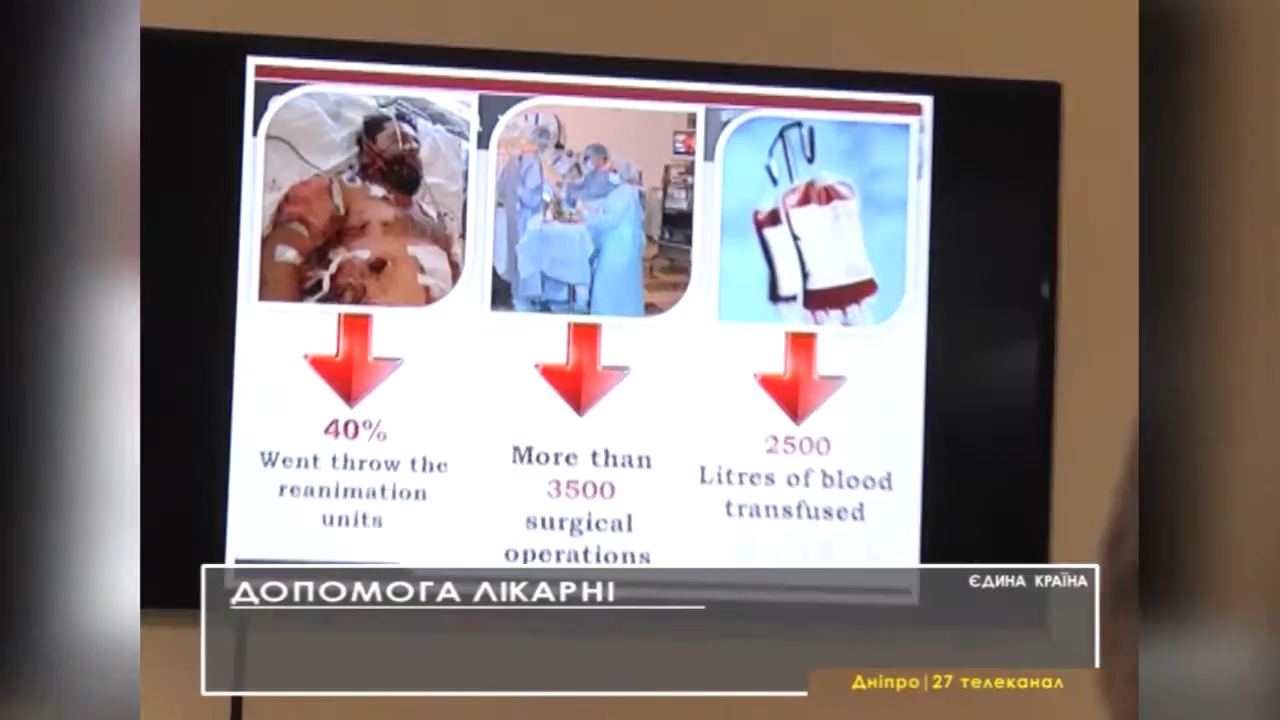 40%
Went throw the
reanimation
units
More than
3500
surgical
operations
2500
Litres of blood
transfused
ДОПОМОГА ЛІКАРНІ
ЄДИНА КРАЇНА
Дніпро|27 телеканал